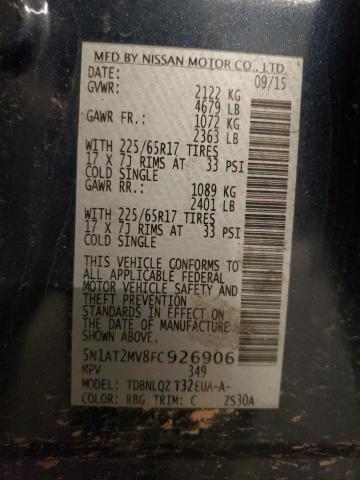 MFD BY NISSAN MOTOR CO., LTD.
DATE: 09/15
GVWR: 2122 KG
4679 LB
GAWR FR.: 1072 KG
2363 LB
WITH 225/65R17 TIRES
17 X 7J RIMS AT 33 PSI
COLD SINGLE
GAWR RR.: 1089 KG
2401 LB
WITH 225/65R17 TIRES
17 X 7J RIMS AT 33 PSI
COLD SINGLE
THIS VEHICLE CONFORMS TO
ALL APPLICABLE FEDERAL
MOTOR VEHICLE SAFETY AND
THEFT PREVENTION
STANDARDS IN EFFECT ON
THE DATE OF MANUFACTURE
SHOWN ABOVE.
5N1AT2MV8FC926906
MPV 349
MODEL: TDBNLQZ T32EUA-A-
COLOR: RBG TRIM: C ZS30A